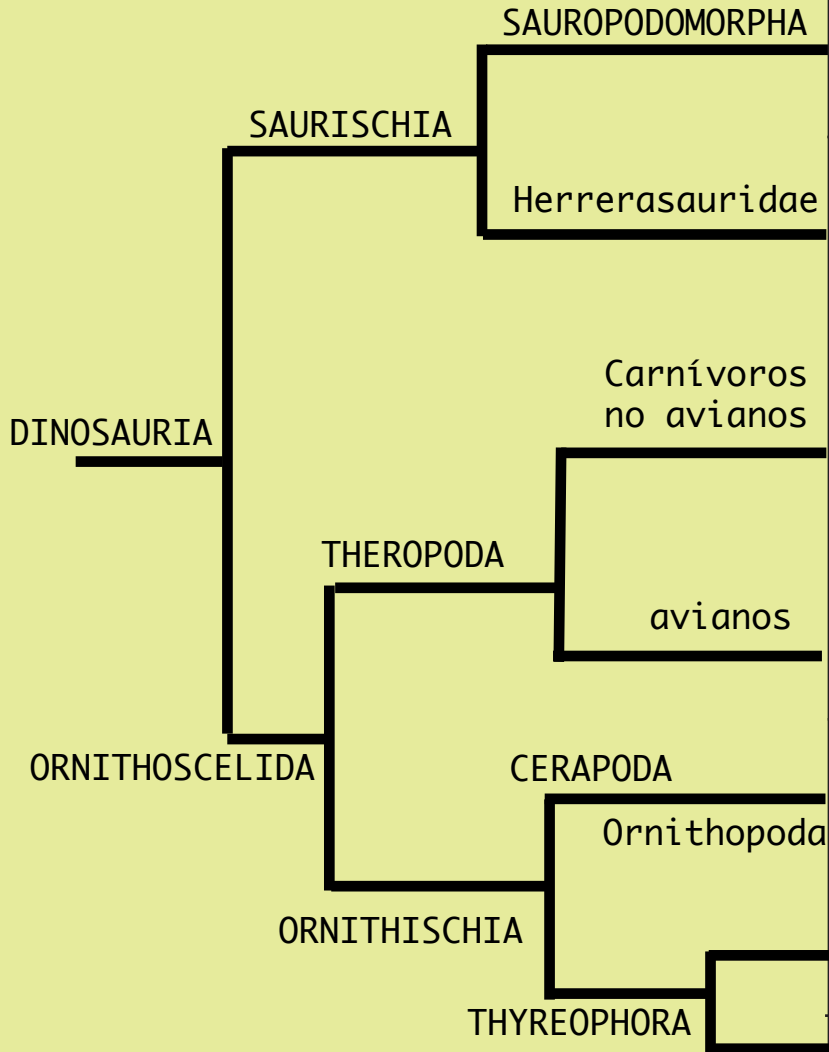 SAUROPODOMORPHA
SAURISCHIA
Herrerasauridae
Carnívoros
no avianos
DINOSAURIA
THEROPODA
avianos
ORNITHOSCELIDA
CERAPODA
Ornithopoda
ORNITHISCHIA
THYREOPHORA